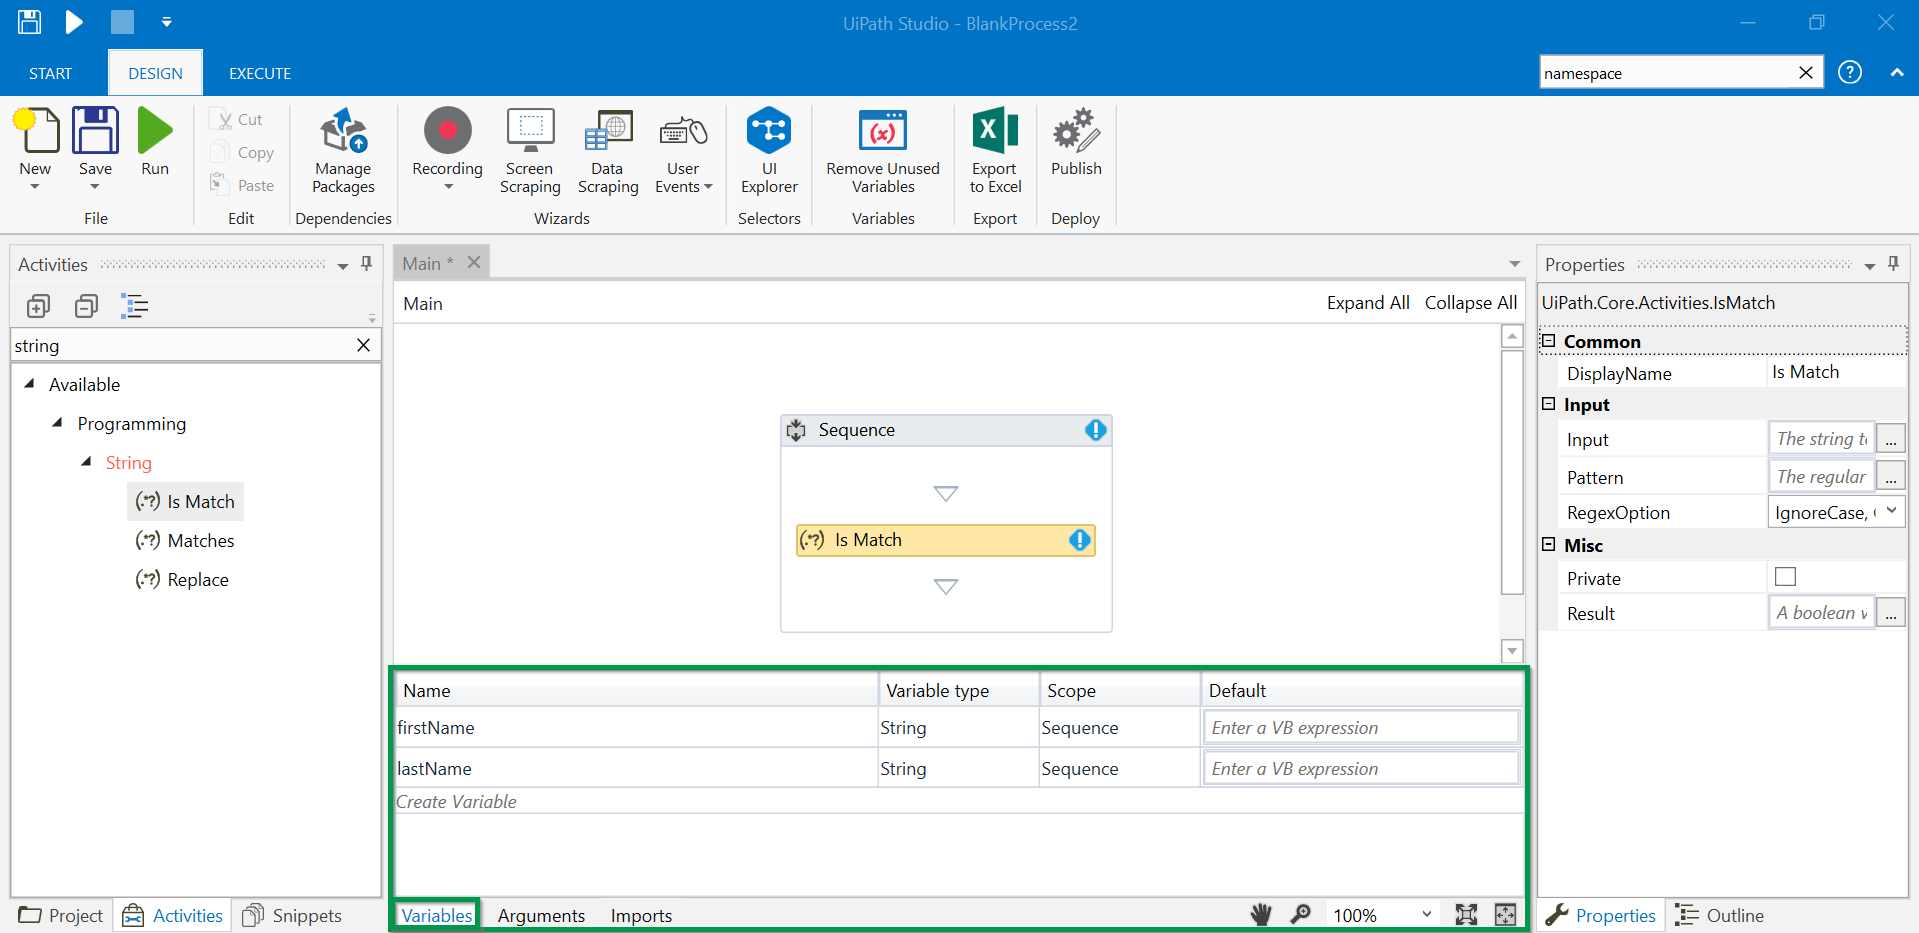 UiPath Studio - BlankProcess2
START DESIGN EXECUTE namespace
New Save Run
Cut
Copy
Paste
Manage Packages
Recording
Screen Scraping
Data Scraping
User Events
UI Explorer
Remove Unused Variables
Export to Excel
Publish
File Edit Dependencies Wizards Selectors Variables Export Deploy
Activities
string
Available
Programming
String
(.*?) Is Match
(.*?) Matches
(.*?) Replace
Project Activities Snippets
Main *
Main Expand All Collapse All
Sequence
(.*?) Is Match
Name Variable type Scope Default
firstName String Sequence Enter a VB expression
lastName String Sequence Enter a VB expression
Create Variable
Variables Arguments Imports 100%
Properties
UiPath.Core.Activities.IsMatch
Common
DisplayName Is Match
Input
Input The string t ...
Pattern The regular ...
RegexOption IgnoreCase,
Misc
Private
Result A boolean v ...
Properties Outline